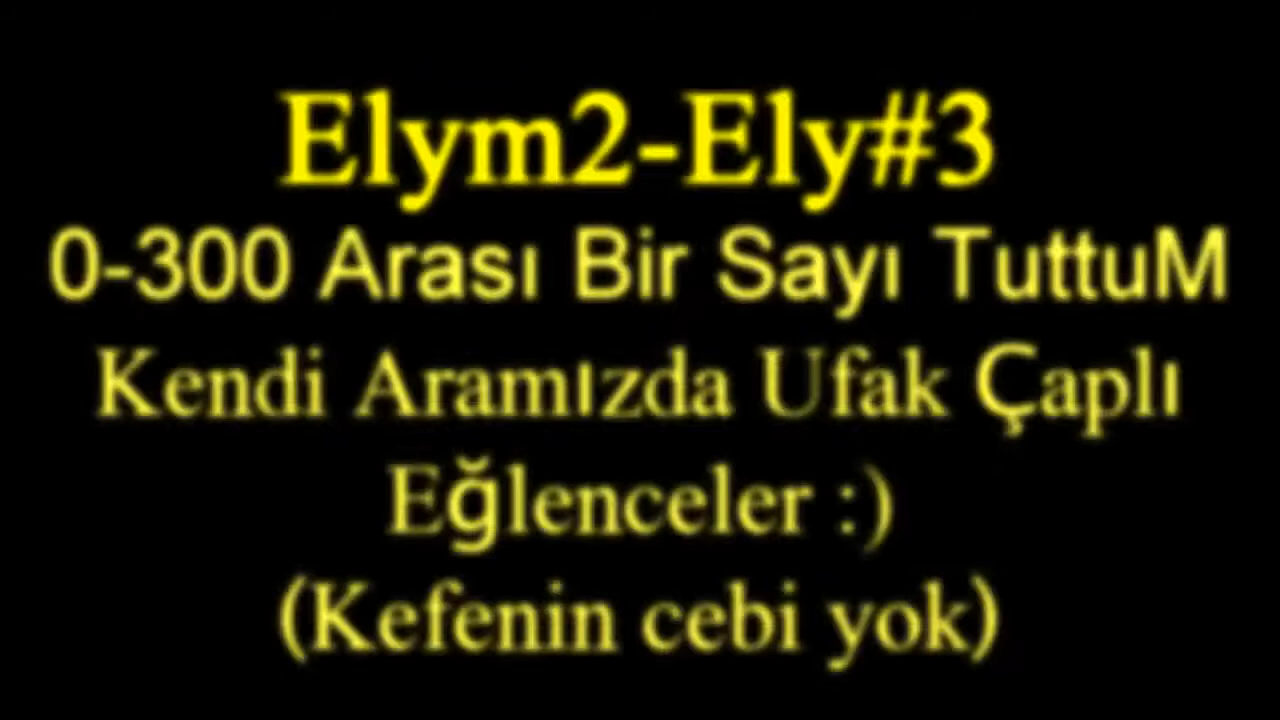 Elym2-Ely#3
0-300 Arası Bir Sayı TuttuM
Kendi Aramızda Ufak Çaplı
Eğlenceler :)
(Kefenin cebi yok)